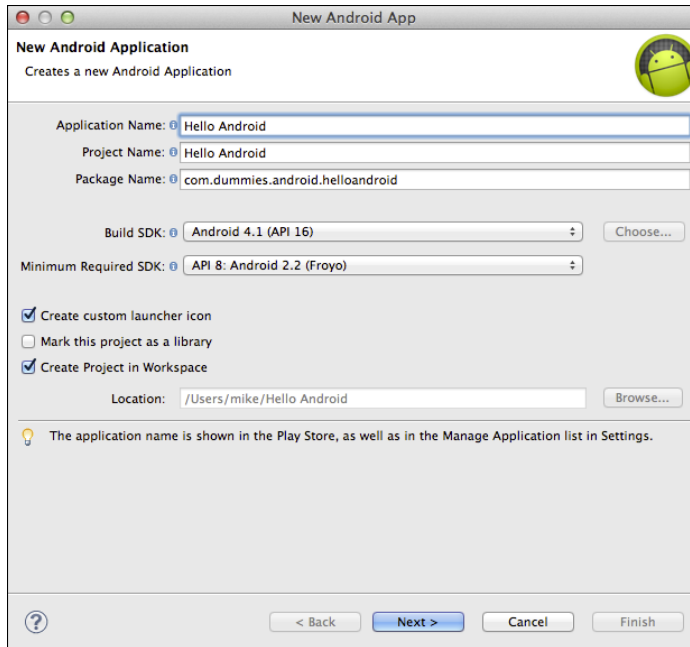 New Android App
New Android Application
Creates a new Android Application
Application Name: Hello Android
Project Name: Hello Android
Package Name: com.dummies.android.helloandroid
Build SDK: Android 4.1 (API 16) Choose...
Minimum Required SDK: API 8: Android 2.2 (Froyo)
Create custom launcher icon
Mark this project as a library
Create Project in Workspace
Location: /Users/mike/Hello Android Browse...
The application name is shown in the Play Store, as well as in the Manage Application list in Settings.
? < Back Next > Cancel Finish